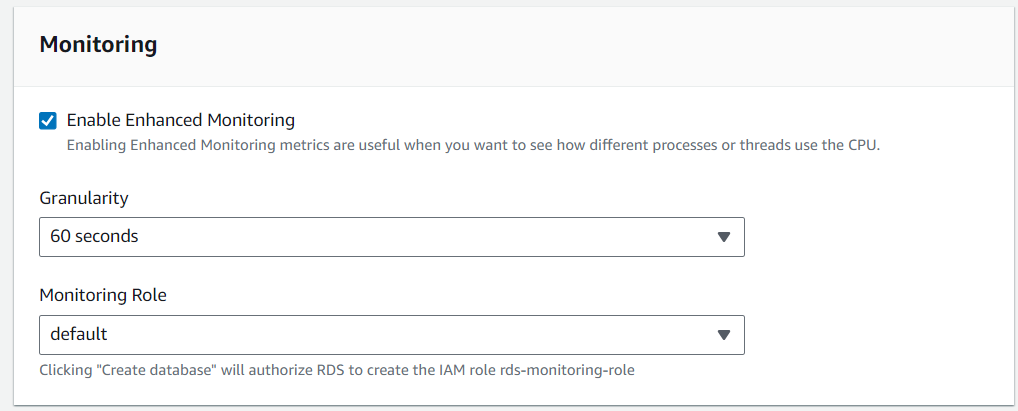 Monitoring
Enable Enhanced Monitoring
Enabling Enhanced Monitoring metrics are useful when you want to see how different processes or threads use the CPU.
Granularity
60 seconds
Monitoring Role
default
Clicking "Create database" will authorize RDS to create the IAM role rds-monitoring-role